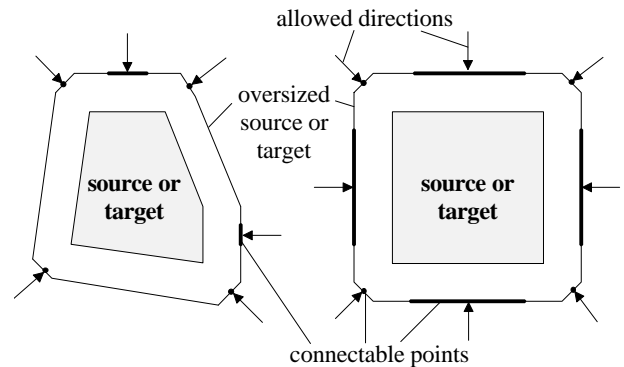 allowed directions
oversized
source or
target
source or
target
source or
target
connectable points